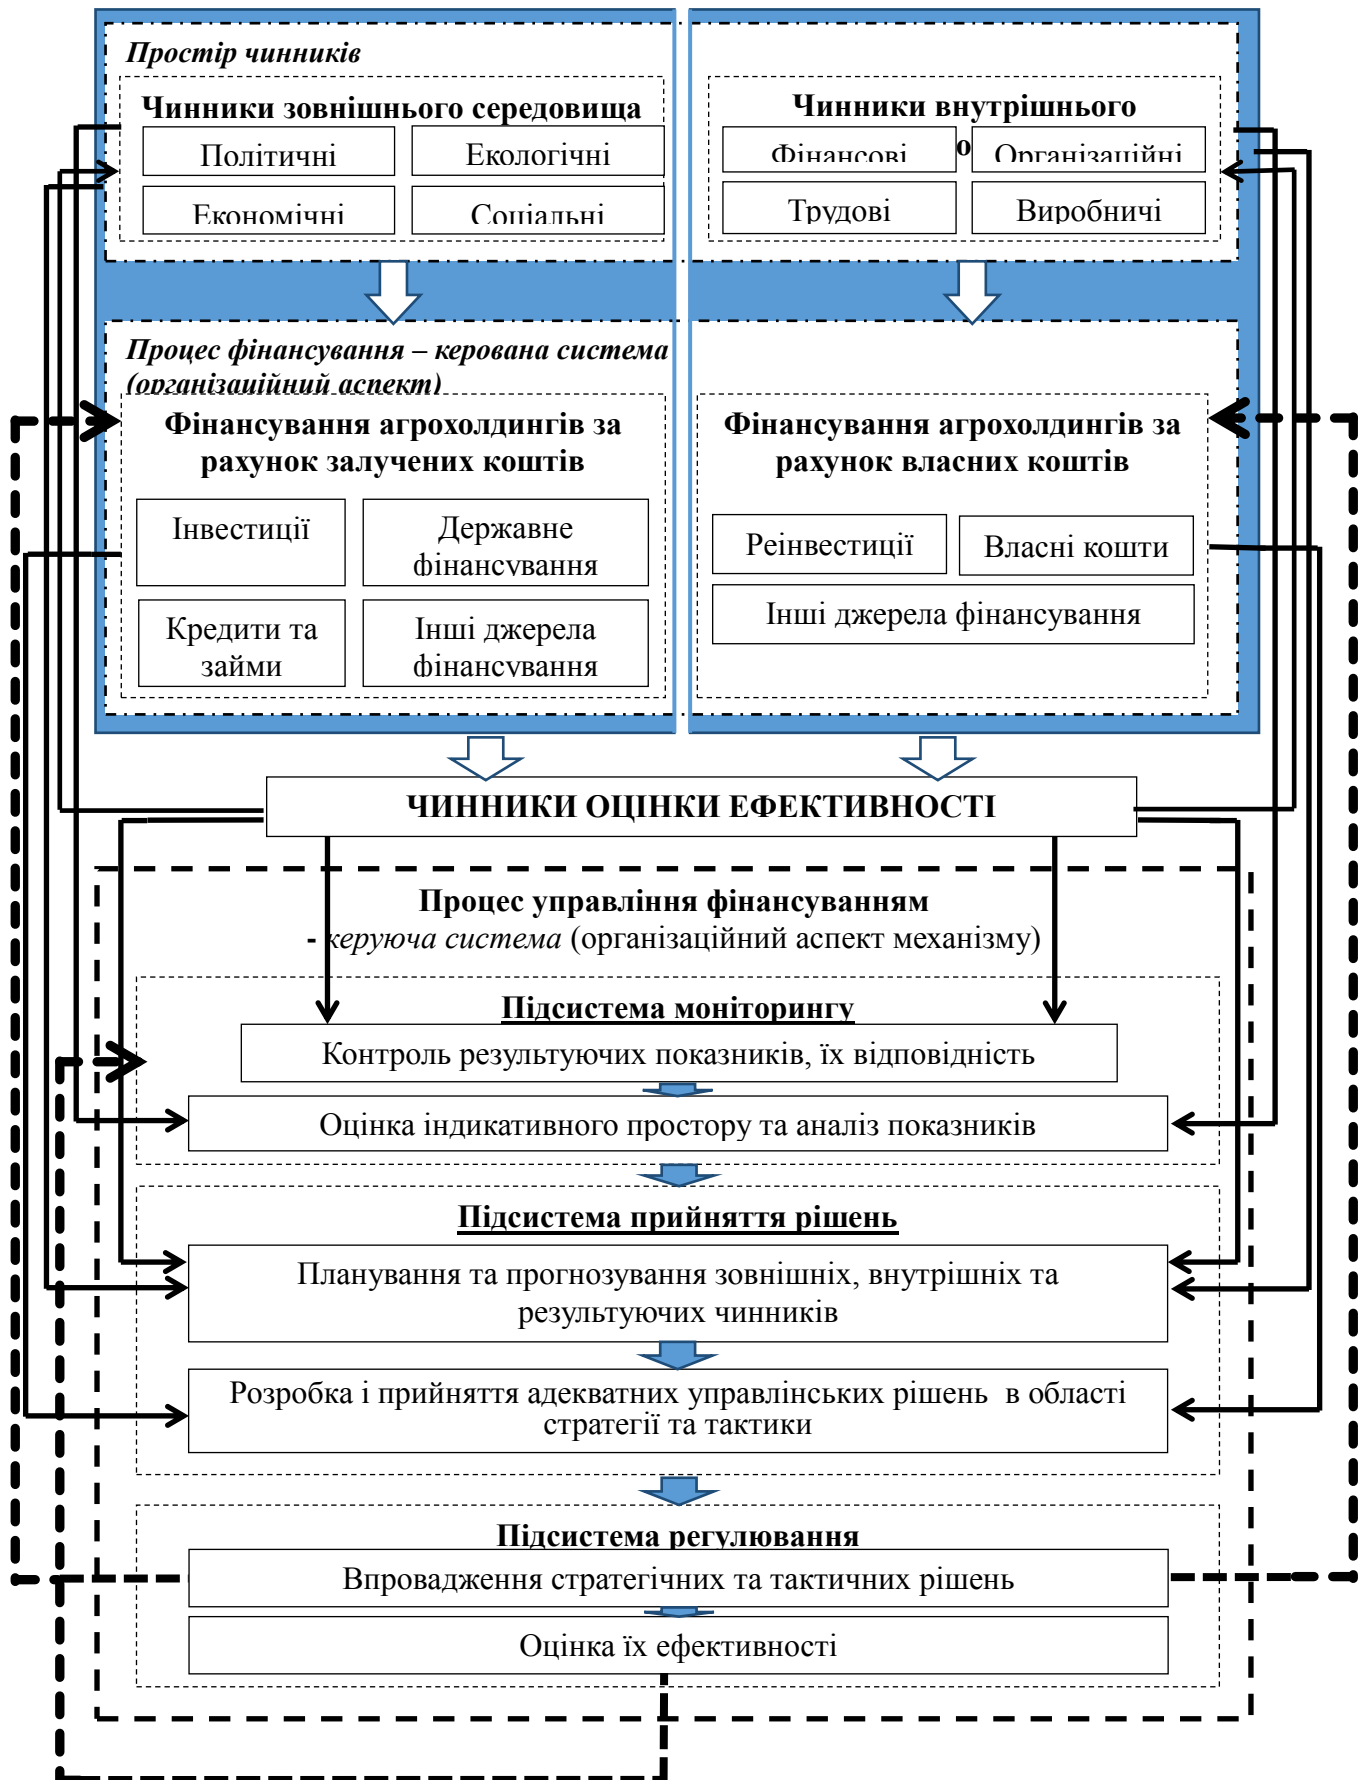 Простір чинників
Чинники зовнішнього середовища
Політичні
Екологічні
Економічні
Соціальні
Чинники внутрішнього
Фінансові
Організаційні
Трудові
Виробничі
Процес фінансування – керована система
(організаційний аспект)
Фінансування агрохолдингів за
рахунок залучених коштів
Інвестиції
Державне
фінансування
Кредити та
займи
Інші джерела
фінансування
Фінансування агрохолдингів за
рахунок власних коштів
Реінвестиції
Власні кошти
Інші джерела фінансування
ЧИННИКИ ОЦІНКИ ЕФЕКТИВНОСТІ
Процес управління фінансуванням
- керуюча система (організаційний аспект механізму)
Підсистема моніторингу
Контроль результуючих показників, їх відповідність
Оцінка індикативного простору та аналіз показників
Підсистема прийняття рішень
Планування та прогнозування зовнішніх, внутрішніх та
результуючих чинників
Розробка і прийняття адекватних управлінських рішень в області
стратегії та тактики
Підсистема регулювання
Впровадження стратегічних та тактичних рішень
Оцінка їх ефективності